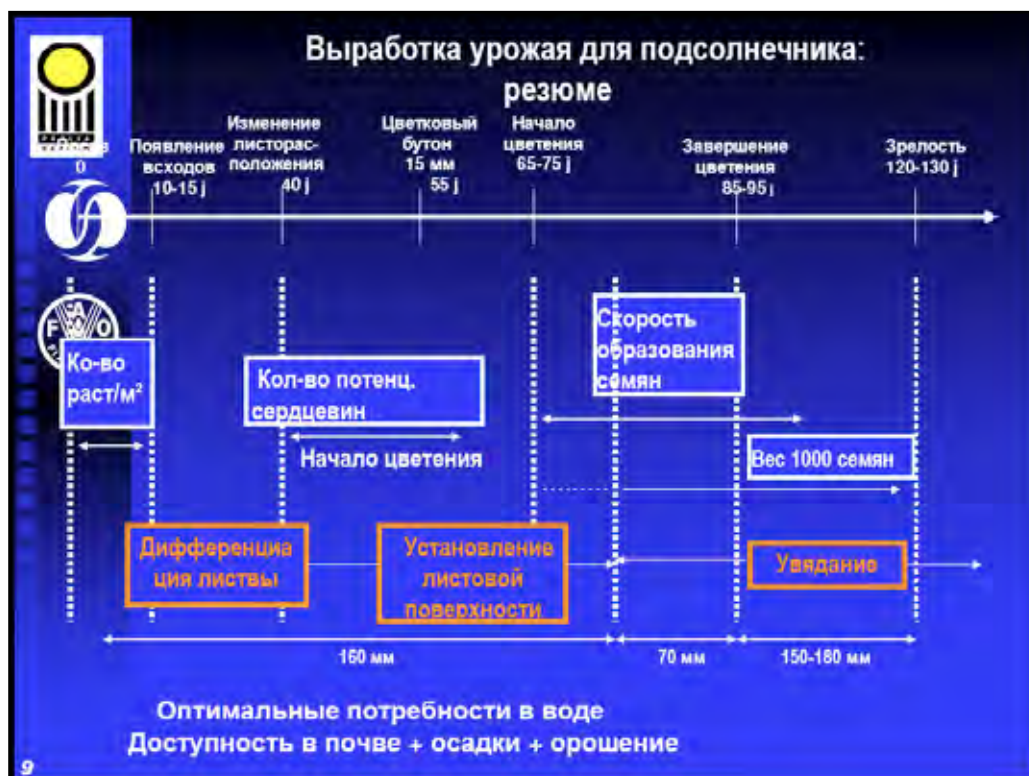 Выработка урожая для подсолнечника:
резюме
0
Появление
всходов
10-15 j
Изменение
листорас-
положения
40 j
Цветковый
бутон
15 мм
55 j
Начало
цветения
65-75 j
Завершение
цветения
85-95 j
Зрелость
120-130 j
F A O
Ко-во
раст/м²
Кол-во потенц.
сердцевин
Начало цветения
Скорость
образования
семян
Вес 1000 семян
Дифференциа
ция листвы
Установление
листовой
поверхности
Увядание
160 мм
70 мм
150-180 мм
Оптимальные потребности в воде
Доступность в почве + осадки + орошение
9